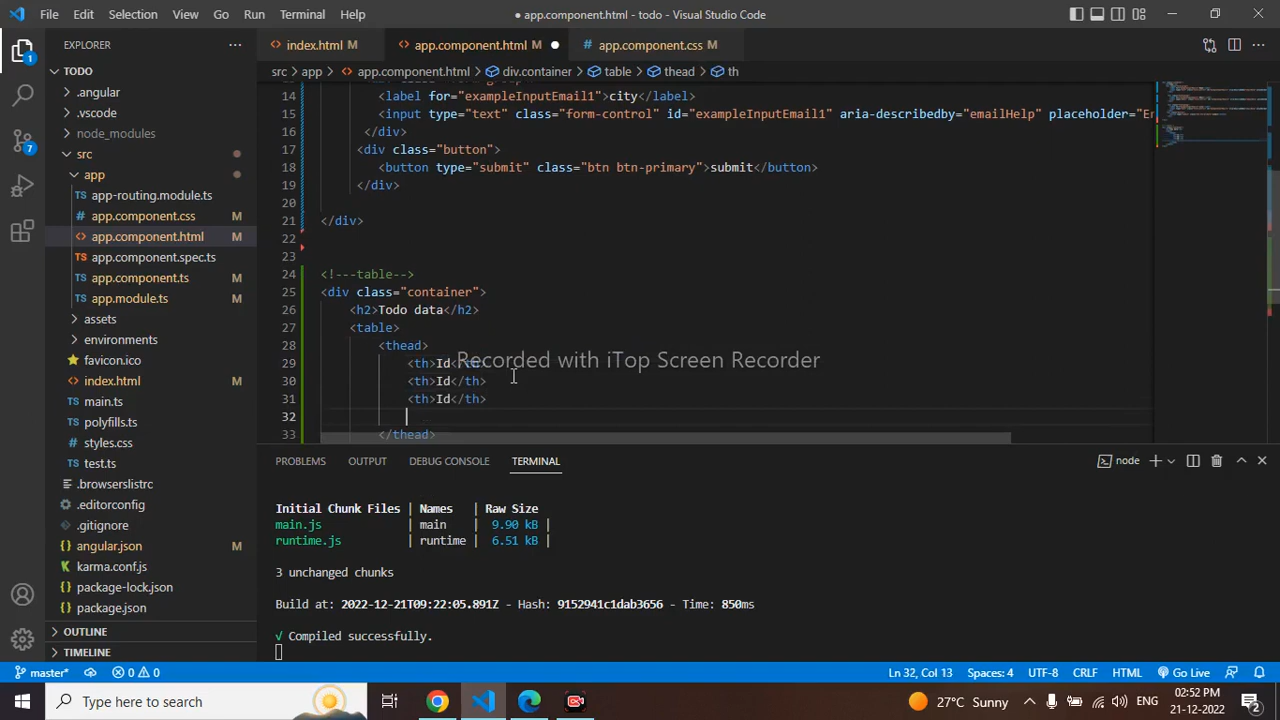 File Edit Selection View Go Run Terminal Help
● app.component.html - todo - Visual Studio Code
EXPLORER
index.html M
app.component.html M ●
app.component.css M
TODO
src > app > app.component.html > div.container > table > thead > th
.angular
.vscode
node_modules
src
app
app-routing.module.ts
app.component.css M
app.component.html M
app.component.spec.ts
app.component.ts M
app.module.ts M
assets
environments
favicon.ico
index.html M
main.ts
polyfills.ts
styles.css
test.ts
.browserslistrc
.editorconfig
.gitignore
angular.json M
karma.conf.js
package-lock.json
package.json
OUTLINE
TIMELINE
14 <label for="exampleInputEmail1">city</label>
15 <input type="text" class="form-control" id="exampleInputEmail1" aria-describedby="emailHelp" placeholder="En
16 </div>
17 <div class="button">
18 <button type="submit" class="btn btn-primary">submit</button>
19 </div>
20
21 </div>
22
23
24 <!---table-->
25 <div class="container">
26 <h2>Todo data</h2>
27 <table>
28 <thead>
29 <th>Id</th>
30 <th>Id</th>
31 <th>Id</th>
32
33 </thead>
Recorded with iTop Screen Recorder
PROBLEMS OUTPUT DEBUG CONSOLE TERMINAL
node
Initial Chunk Files | Names | Raw Size
main.js | main | 9.90 kB |
runtime.js | runtime | 6.51 kB |
3 unchanged chunks
Build at: 2022-12-21T09:22:05.891Z - Hash: 9152941c1dab3656 - Time: 850ms
√ Compiled successfully.
1
7
master* 0 0
Ln 32, Col 13 Spaces: 4 UTF-8 CRLF HTML Go Live
Type here to search
27°C Sunny
ENG
02:52 PM
21-12-2022
2